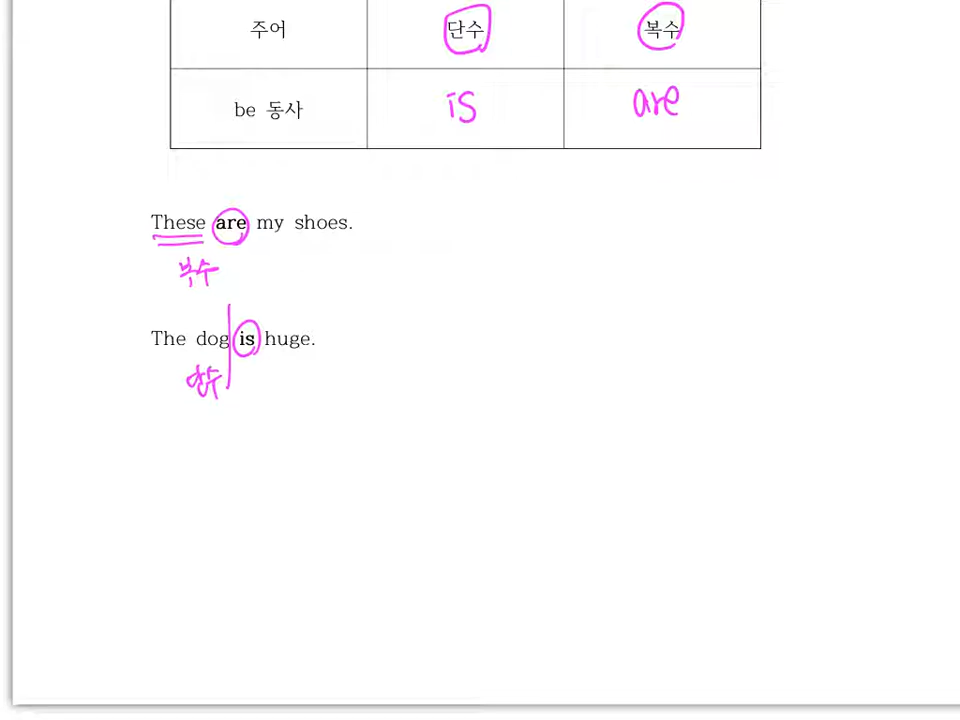 주어 단수 복수
be 동사 is are
These are my shoes.
복수
The dog is huge.
단수